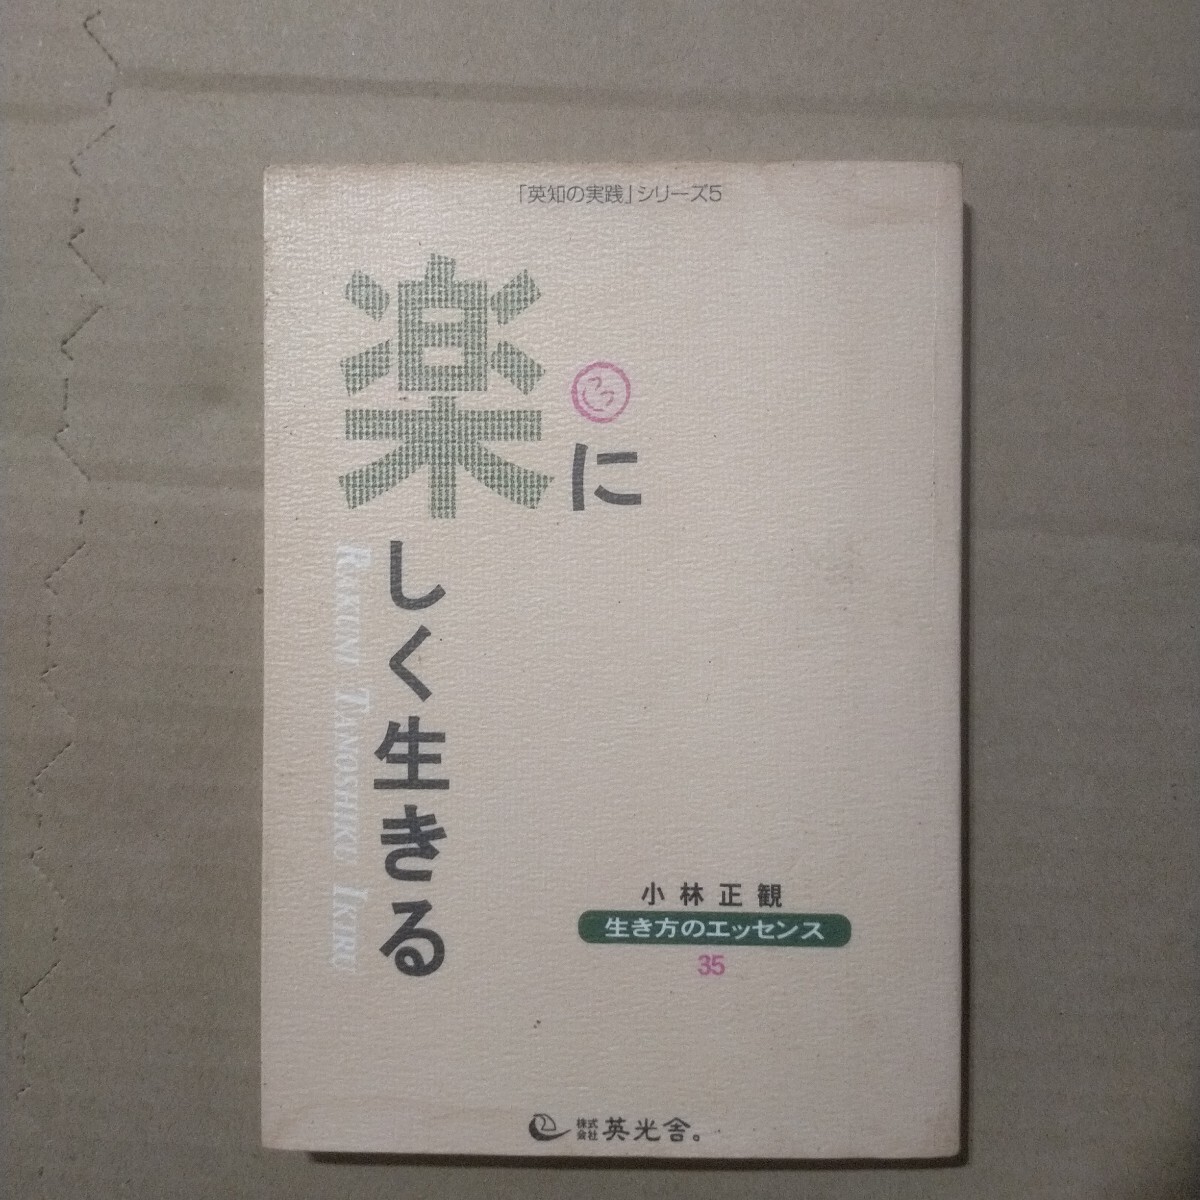 「英知の実践」シリーズ5
楽に
しく生きる
RAKUNI TANOSHIKU IKIRU
小林正観
生き方のエッセンス
35
株式会社 英光舎。